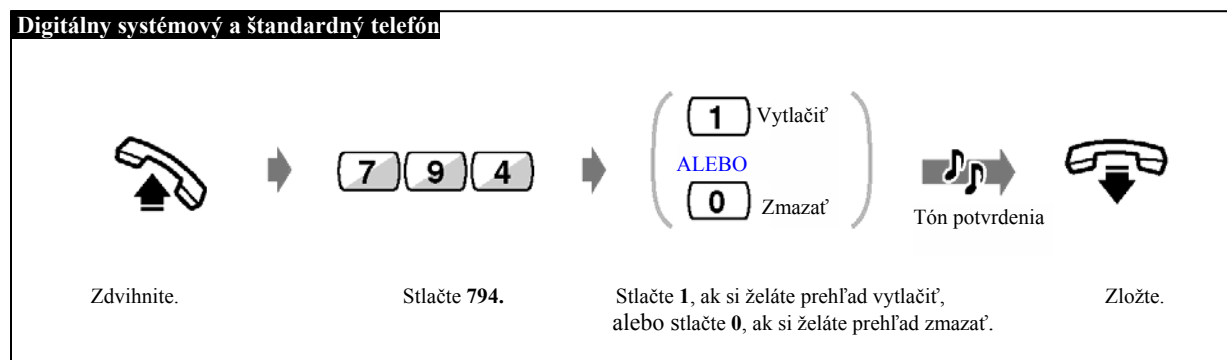 Digitálny systémový a štandardný telefón
7 9 4
1 Vytlačiť
ALEBO
0 Zmazať
Tón potvrdenia
Zdvihnite.
Stlačte 794.
Stlačte 1, ak si želáte prehľad vytlačiť,
alebo stlačte 0, ak si želáte prehľad zmazať.
Zložte.